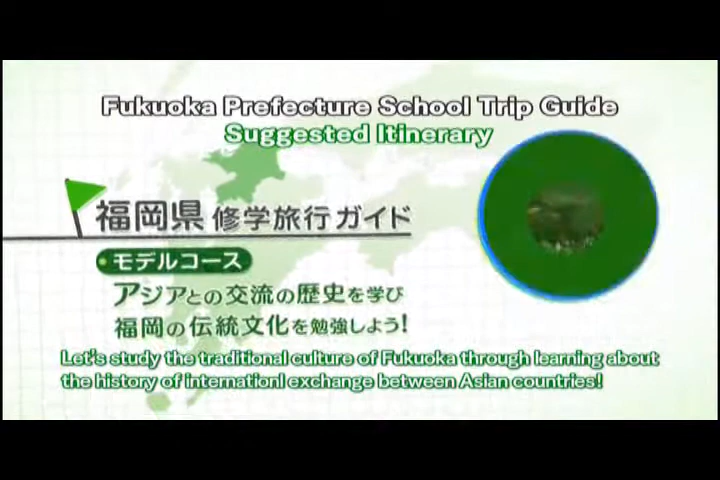 Fukuoka Prefecture School Trip Guide
Suggested Itinerary
福岡県 修学旅行ガイド
モデルコース
アジアとの交流の歴史を学び
福岡の伝統文化を勉強しよう!
Let's study the traditional culture of Fukuoka through learning about
the history of internationl exchange between Asian countries!